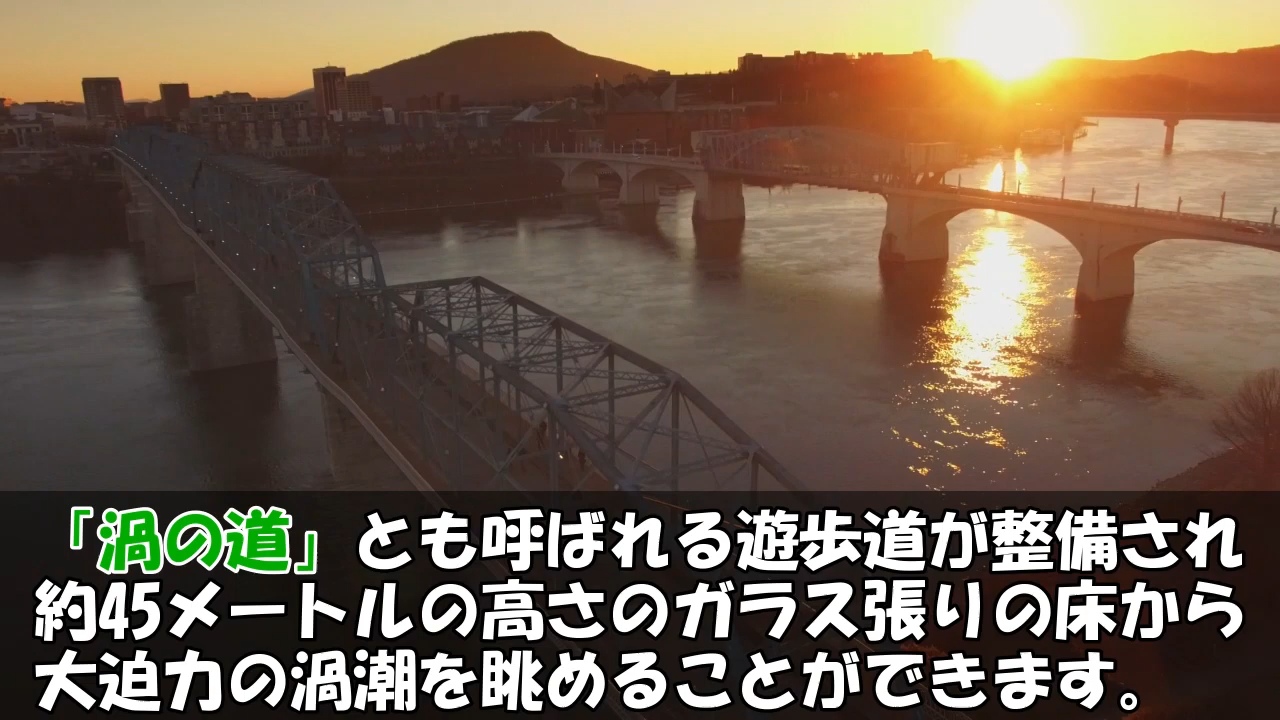 「渦の道」とも呼ばれる遊歩道が整備され
約45メートルの高さのガラス張りの床から
大迫力の渦潮を眺めることができます。